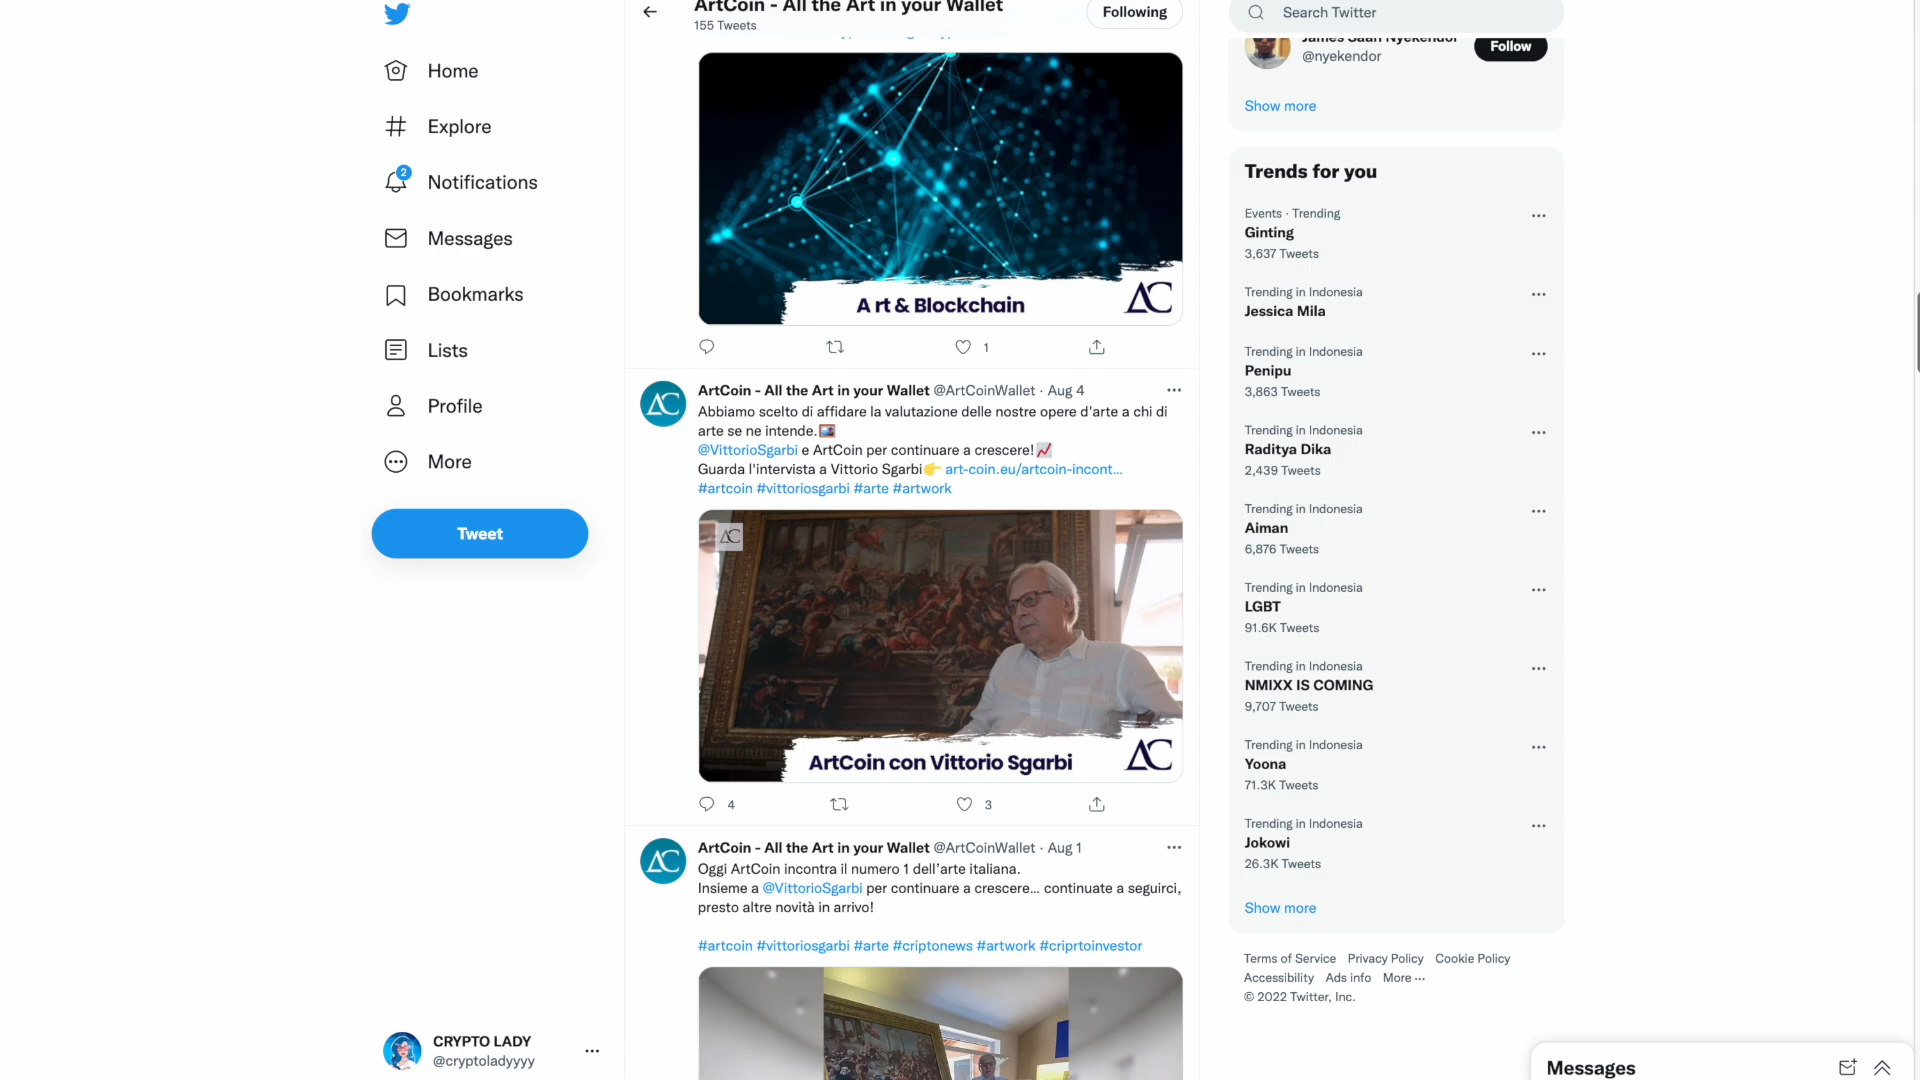 Home
Explore
2
Notifications
Messages
Bookmarks
Lists
Profile
More
Tweet
CRYPTO LADY
@cryptoladyyyy
ArtCoin - All the Art in your Wallet
155 Tweets
Following
Art & Blockchain
AC
1
ArtCoin - All the Art in your Wallet @ArtCoinWallet · Aug 4
Abbiamo scelto di affidare la valutazione delle nostre opere d'arte a chi di
arte se ne intende.
@VittorioSgarbi e ArtCoin per continuare a crescere!
Guarda l'intervista a Vittorio Sgarbi art-coin.eu/artcoin-incont...
#artcoin #vittoriosgarbi #arte #artwork
AC
ArtCoin con Vittorio Sgarbi
AC
4
3
ArtCoin - All the Art in your Wallet @ArtCoinWallet · Aug 1
Oggi ArtCoin incontra il numero 1 dell'arte italiana.
Insieme a @VittorioSgarbi per continuare a crescere... continuate a seguirci,
presto altre novità in arrivo!
#artcoin #vittoriosgarbi #arte #criptonews #artwork #criprtoinvestor
Search Twitter
James Saah Nyekendor
@nyekendor
Follow
Show more
Trends for you
Events · Trending
Ginting
3,637 Tweets
Trending in Indonesia
Jessica Mila
Trending in Indonesia
Penipu
3,863 Tweets
Trending in Indonesia
Raditya Dika
2,439 Tweets
Trending in Indonesia
Aiman
6,876 Tweets
Trending in Indonesia
LGBT
91.6K Tweets
Trending in Indonesia
NMIXX IS COMING
9,707 Tweets
Trending in Indonesia
Yoona
71.3K Tweets
Trending in Indonesia
Jokowi
26.3K Tweets
Show more
Terms of Service Privacy Policy Cookie Policy
Accessibility Ads info More ...
© 2022 Twitter, Inc.
Messages